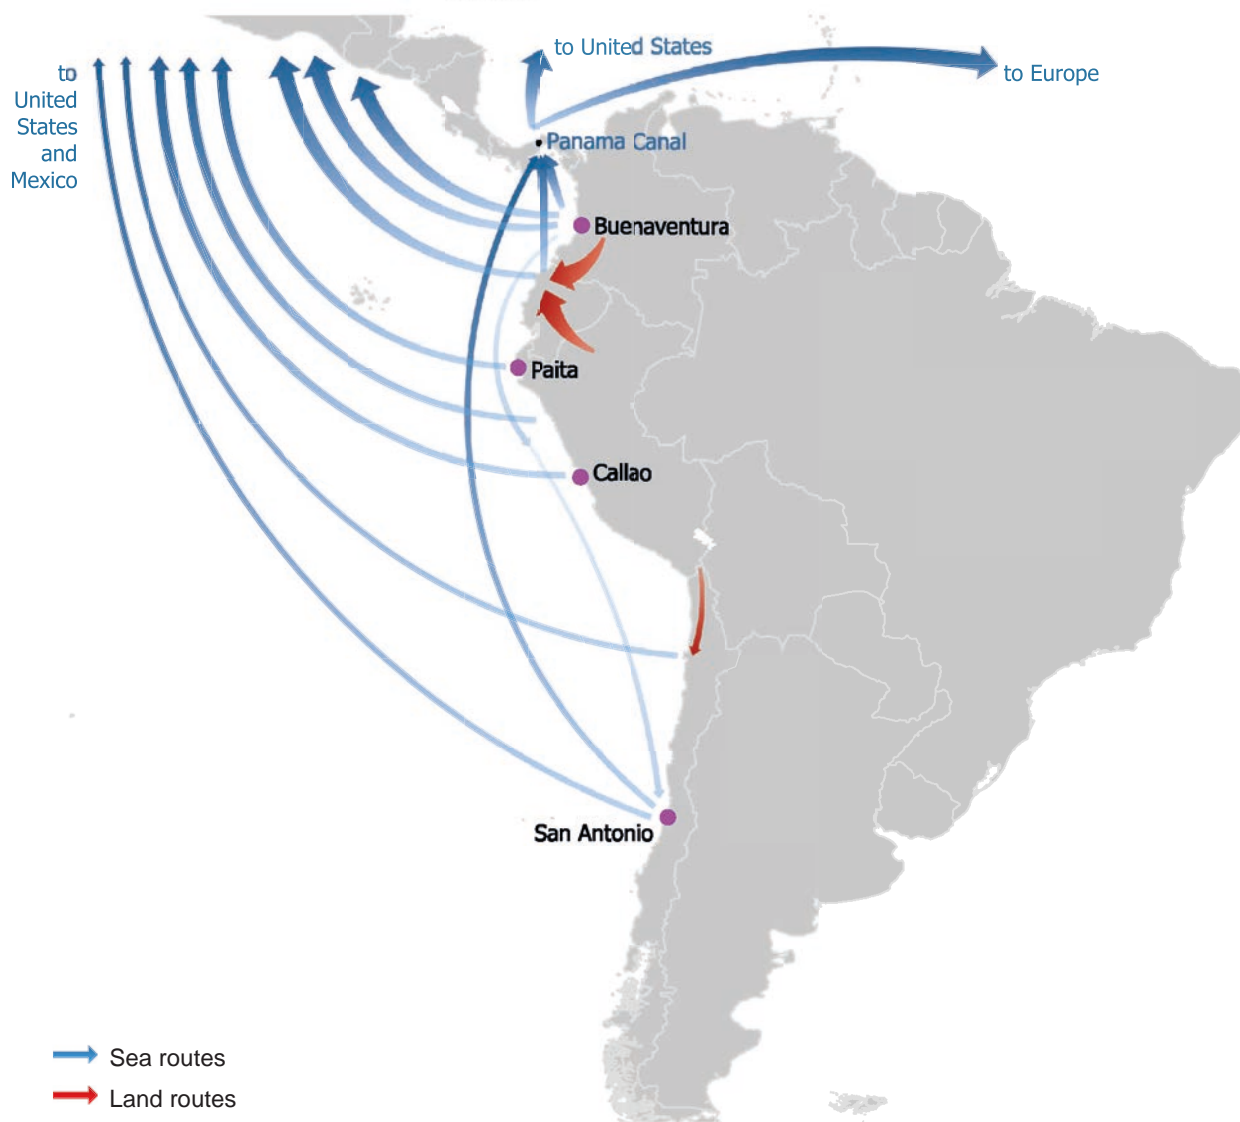 to United States
to Europe
to
United
States
and
Mexico
Panama Canal
Buenaventura
Paita
Callao
San Antonio
Sea routes
Land routes